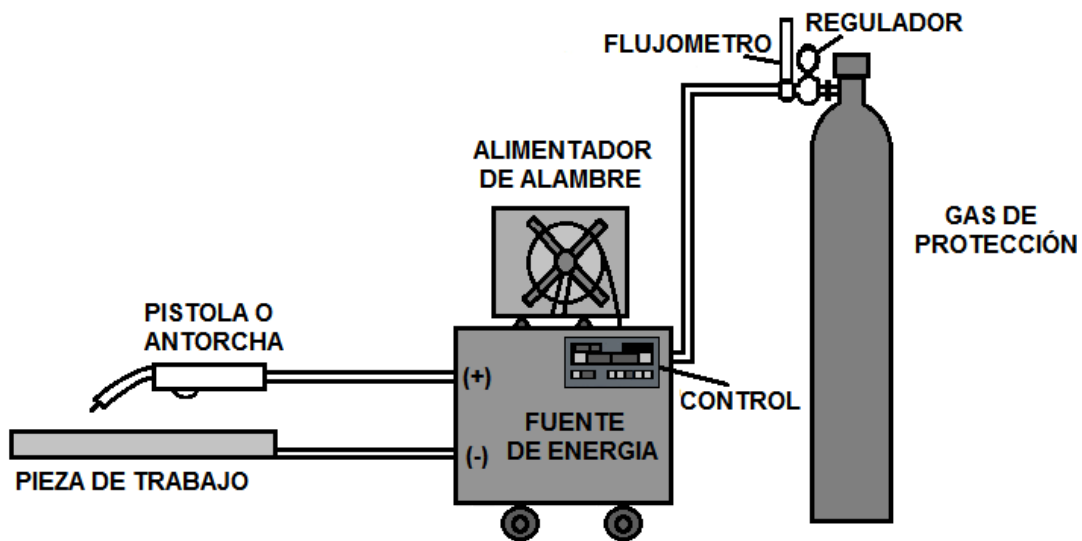 REGULADOR
FLUJOMETRO
ALIMENTADOR
DE ALAMBRE
GAS DE
PROTECCIÓN
PISTOLA O
ANTORCHA
(+)
CONTROL
FUENTE
DE ENERGIA
(-)
PIEZA DE TRABAJO